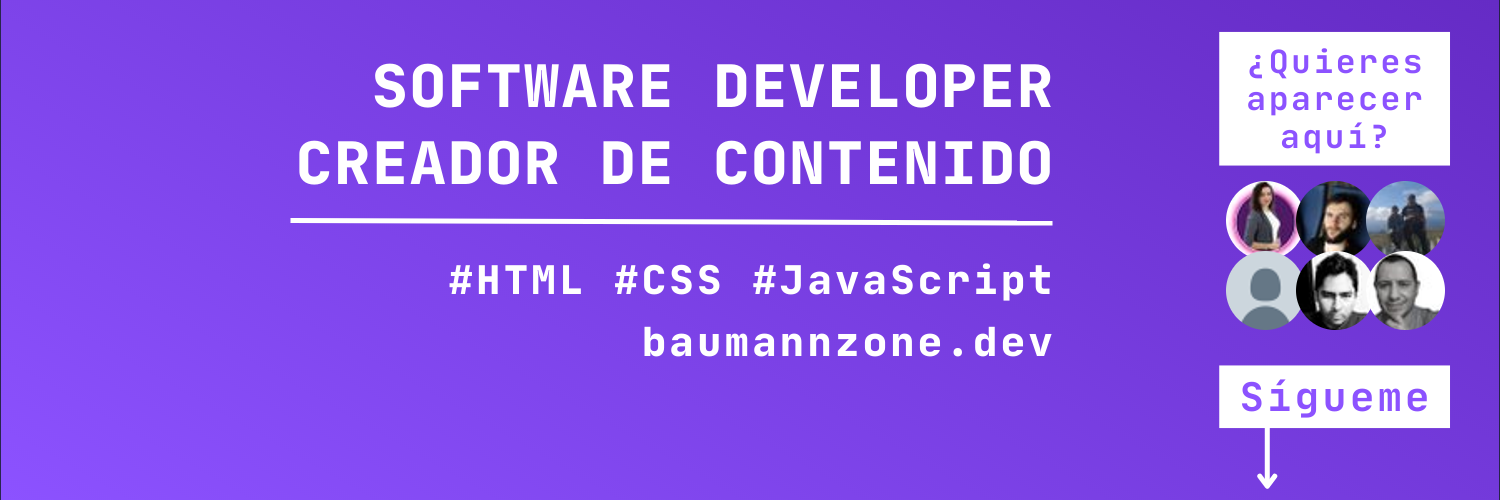 SOFTWARE DEVELOPER
CREADOR DE CONTENIDO
#HTML #CSS #JavaScript
baumannzone.dev
¿Quieres
aparecer
aquí?
Sígueme